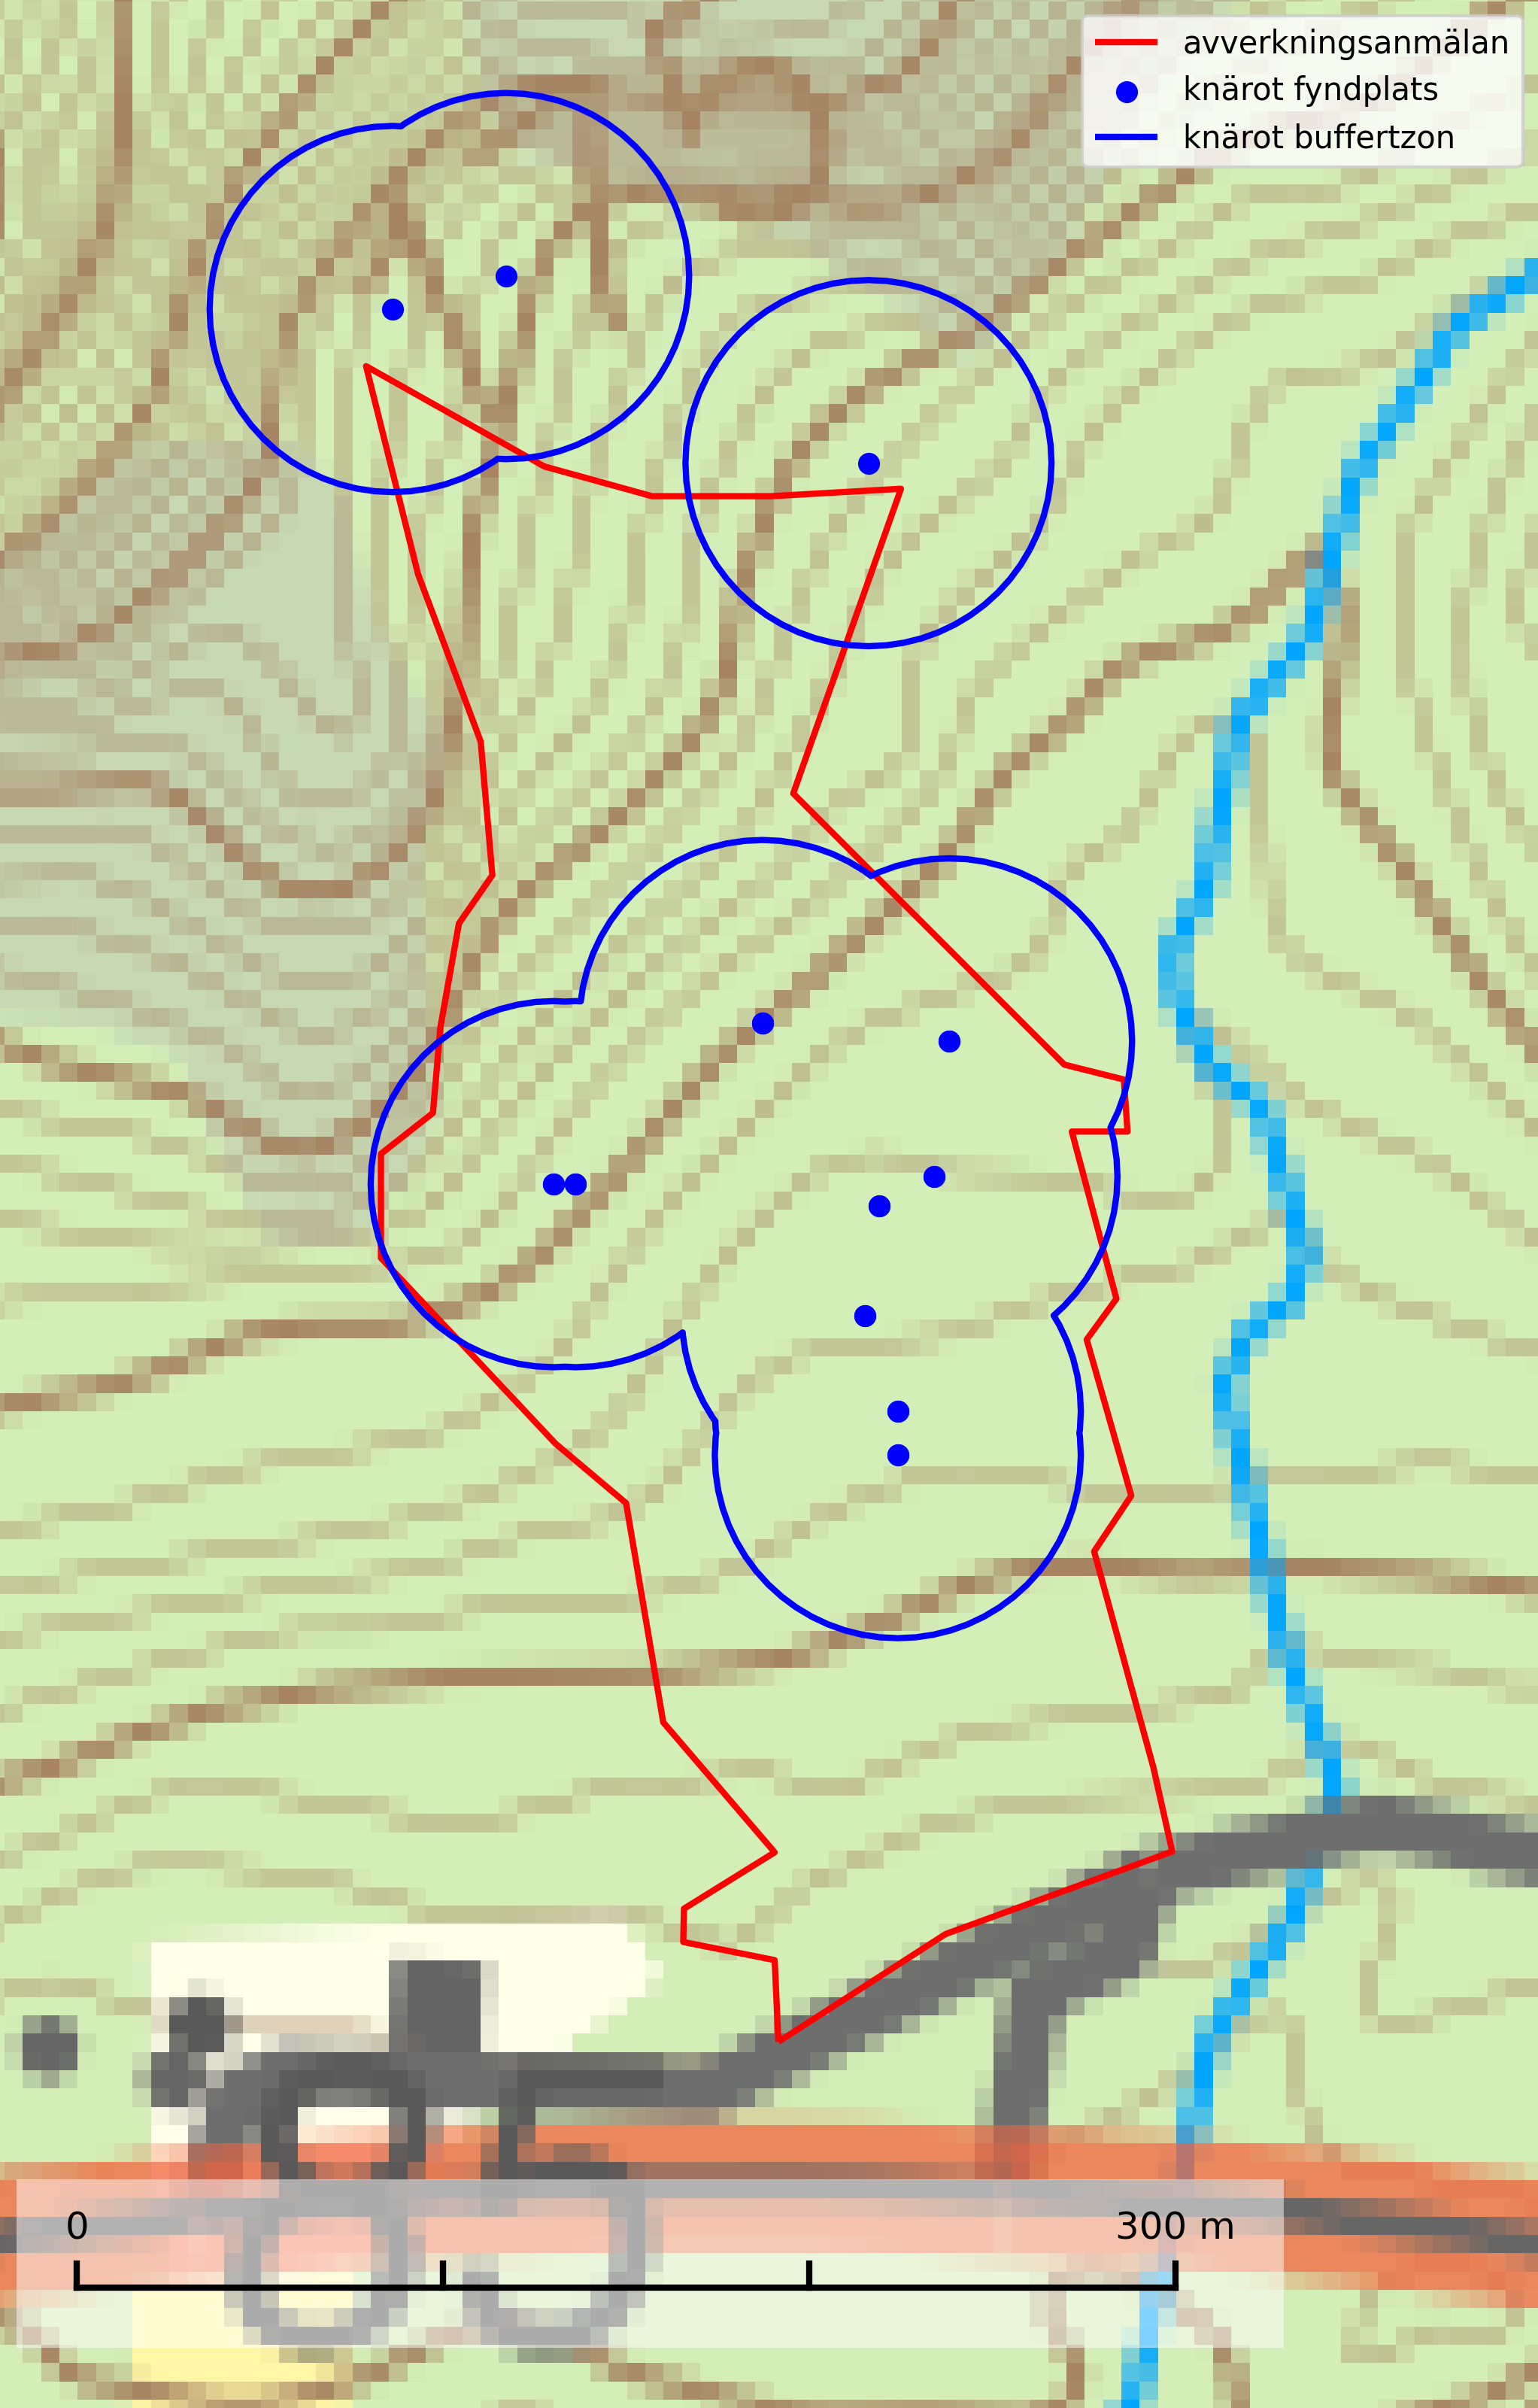 avverkningsanmälan
knärot fyndplats
knärot buffertzon
0
300 m